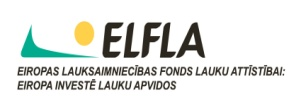 ELFLA
EIROPAS LAUKSAIMNIECĪBAS FONDS LAUKU ATTĪSTĪBAI:
EIROPA INVESTĒ LAUKU APVIDOS